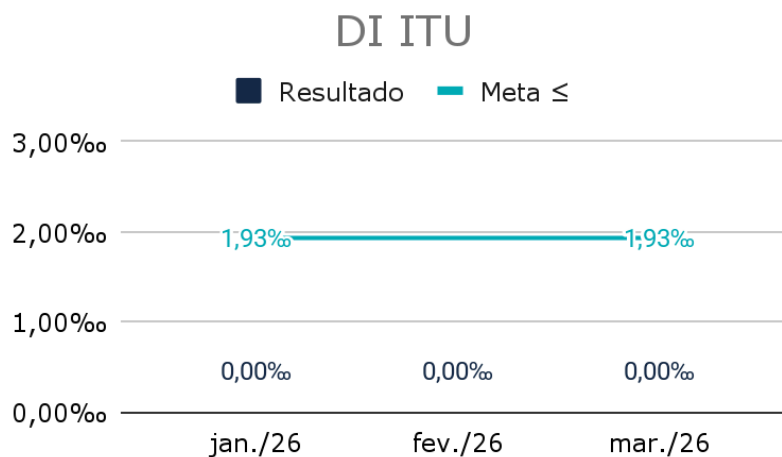 DI ITU
Resultado Meta ≤
3,00‰
2,00‰
1,93‰ 1,93‰
1,00‰
0,00‰ 0,00‰ 0,00‰
0,00‰
jan./26 fev./26 mar./26